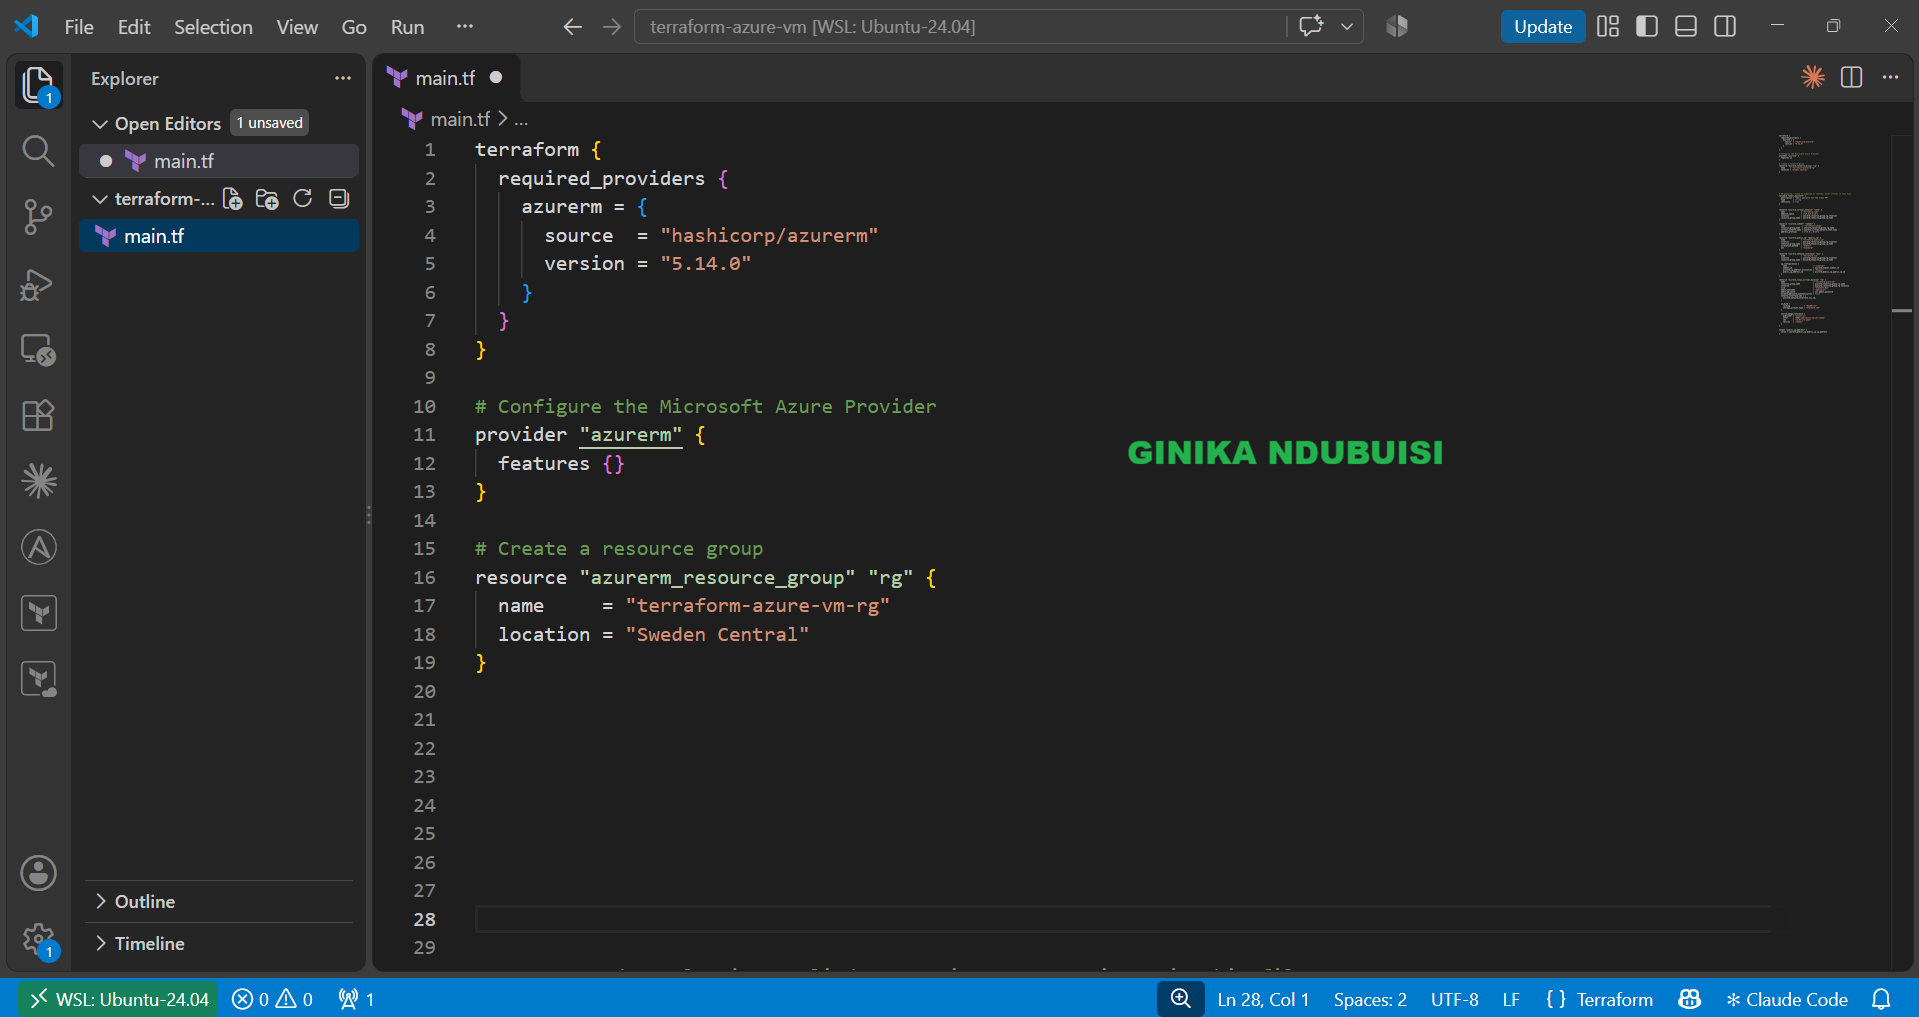 File Edit Selection View Go Run ···
terraform-azure-vm [WSL: Ubuntu-24.04]
Update
Explorer
Open Editors 1 unsaved
main.tf
terraform-...
main.tf
Outline
Timeline
main.tf
main.tf > ...
1 terraform {
2 required_providers {
3 azurerm = {
4 source  = "hashicorp/azurerm"
5 version = "5.14.0"
6 }
7 }
8 }
9
10 # Configure the Microsoft Azure Provider
11 provider "azurerm" {
12 features {}
13 }
14
15 # Create a resource group
16 resource "azurerm_resource_group" "rg" {
17 name     = "terraform-azure-vm-rg"
18 location = "Sweden Central"
19 }
20
21
22
23
24
25
26
27
28
29
GINIKA NDUBUISI
1
1
WSL: Ubuntu-24.04 0 0 1
Ln 28, Col 1 Spaces: 2 UTF-8 LF { } Terraform Claude Code